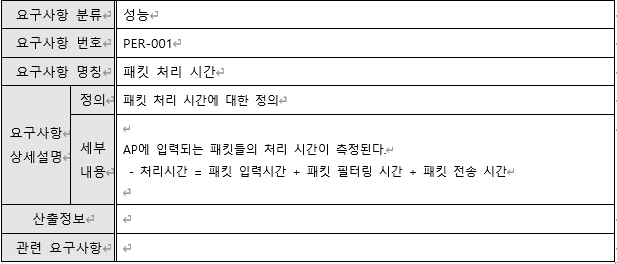 요구사항 분류 성능
요구사항 번호 PER-001
요구사항 명칭 패킷 처리 시간
요구사항 상세설명 정의 패킷 처리 시간에 대한 정의
세부 내용
AP에 입력되는 패킷들의 처리 시간이 측정된다.
- 처리시간 = 패킷 입력시간 + 패킷 필터링 시간 + 패킷 전송 시간
산출정보
관련 요구사항